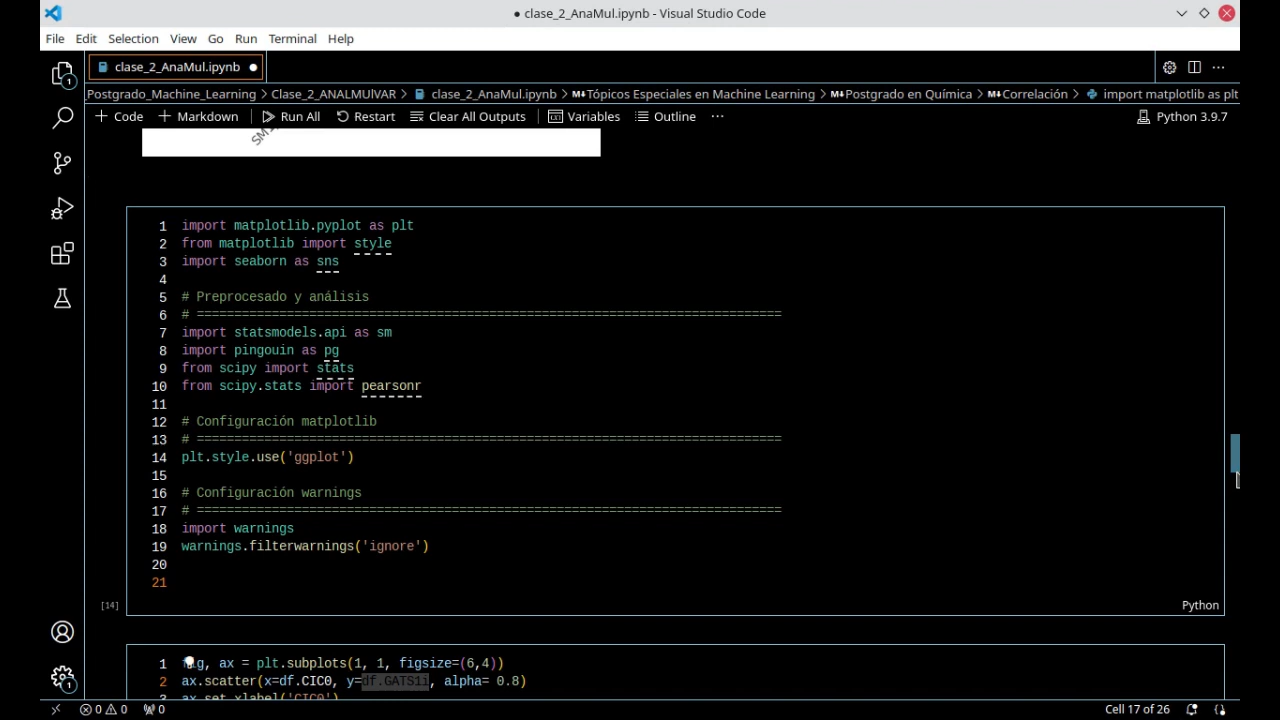 ● clase_2_AnaMul.ipynb - Visual Studio Code
File Edit Selection View Go Run Terminal Help
clase_2_AnaMul.ipynb ●
Postgrado_Machine_Learning > Clase_2_ANALMUlVAR > clase_2_AnaMul.ipynb > M↓Tópicos Especiales en Machine Learning > M↓Postgrado en Química > M↓Correlación > import matplotlib as plt
+ Code + Markdown Run All Restart Clear All Outputs Variables Outline ··· Python 3.9.7
1 import matplotlib.pyplot as plt
2 from matplotlib import style
3 import seaborn as sns
4
5 # Preprocesado y análisis
6 # ==============================================================================
7 import statsmodels.api as sm
8 import pingouin as pg
9 from scipy import stats
10 from scipy.stats import pearsonr
11
12 # Configuración matplotlib
13 # ==============================================================================
14 plt.style.use('ggplot')
15
16 # Configuración warnings
17 # ==============================================================================
18 import warnings
19 warnings.filterwarnings('ignore')
20
21
[14] Python
1 fig, ax = plt.subplots(1, 1, figsize=(6,4))
2 ax.scatter(x=df.CIC0, y=df.GATS1i, alpha= 0.8)
3 ax.set_xlabel('CIC0')
0 0 0 Cell 17 of 26